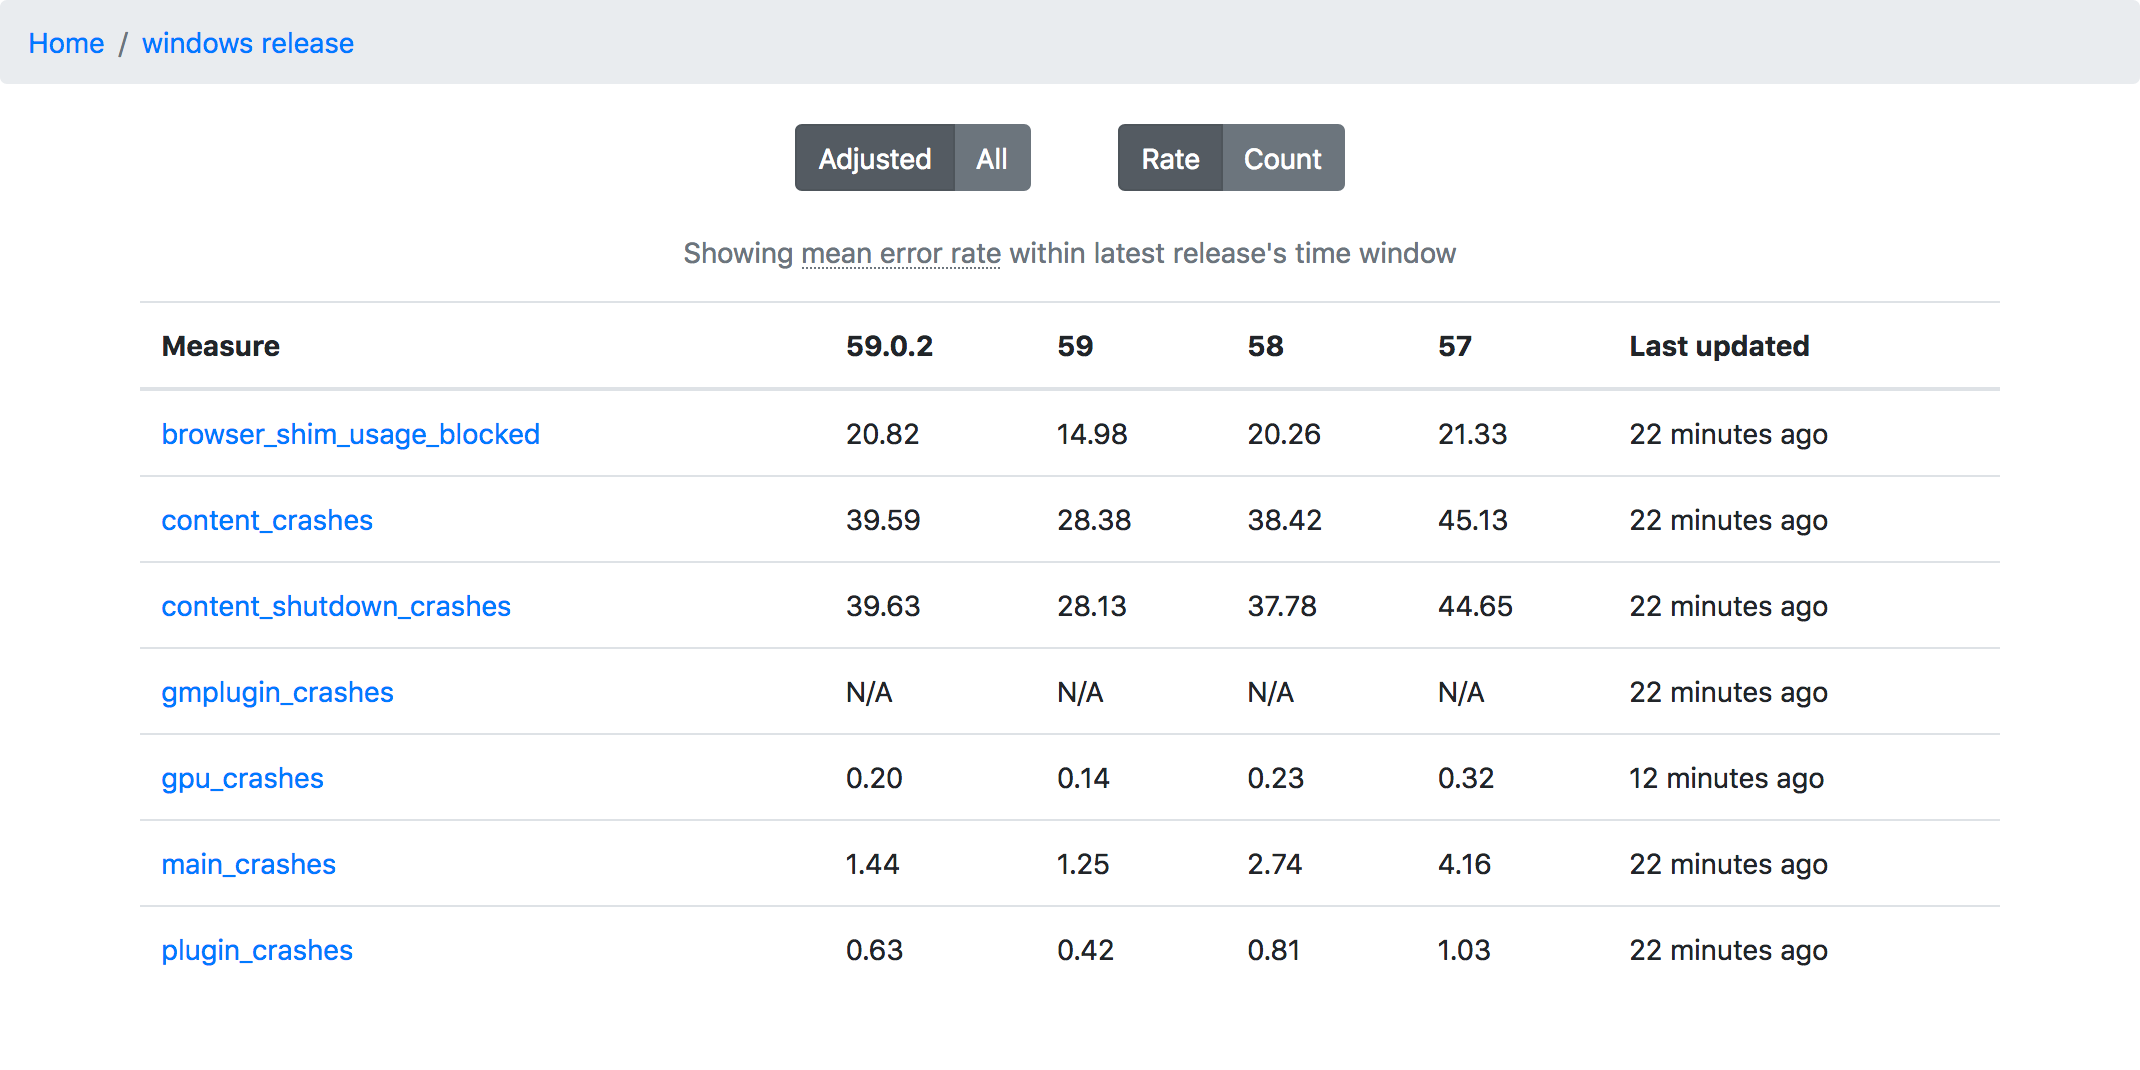 Home / windows release
Adjusted All Rate Count
Showing mean error rate within latest release's time window
Measure 59.0.2 59 58 57 Last updated
browser_shim_usage_blocked 20.82 14.98 20.26 21.33 22 minutes ago
content_crashes 39.59 28.38 38.42 45.13 22 minutes ago
content_shutdown_crashes 39.63 28.13 37.78 44.65 22 minutes ago
gmplugin_crashes N/A N/A N/A N/A 22 minutes ago
gpu_crashes 0.20 0.14 0.23 0.32 12 minutes ago
main_crashes 1.44 1.25 2.74 4.16 22 minutes ago
plugin_crashes 0.63 0.42 0.81 1.03 22 minutes ago